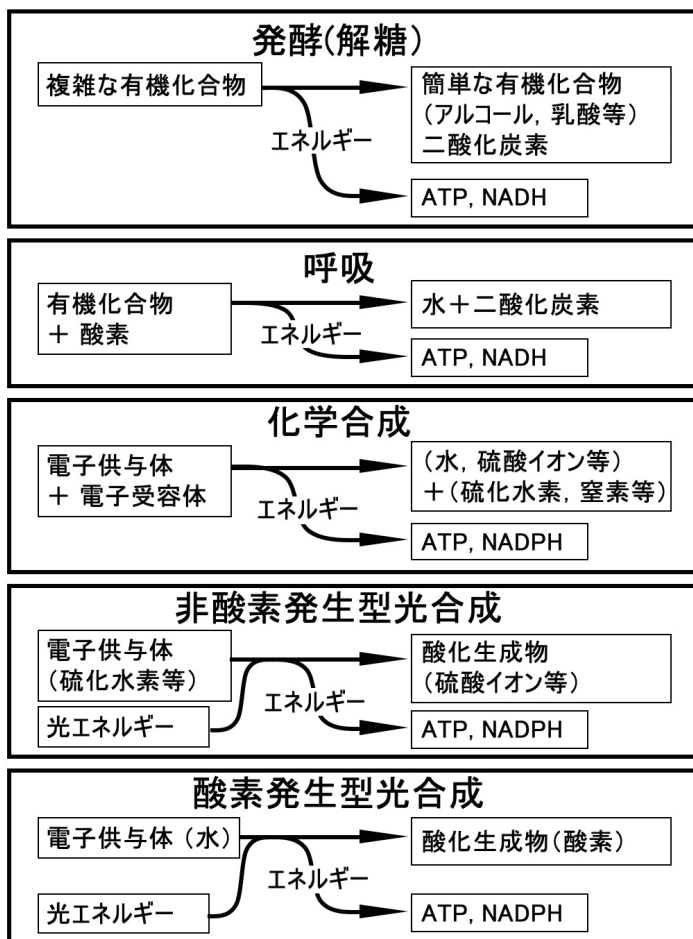 発酵(解糖)
複雑な有機化合物
簡単な有機化合物
(アルコール, 乳酸等)
二酸化炭素
エネルギー
ATP, NADH
呼吸
有機化合物
+ 酸素
水+二酸化炭素
エネルギー
ATP, NADH
化学合成
電子供与体
+ 電子受容体
(水, 硫酸イオン等)
+(硫化水素, 窒素等)
エネルギー
ATP, NADPH
非酸素発生型光合成
電子供与体
(硫化水素等)
酸化生成物
(硫酸イオン等)
光エネルギー
エネルギー
ATP, NADPH
酸素発生型光合成
電子供与体 (水)
酸化生成物(酸素)
エネルギー
光エネルギー
ATP, NADPH